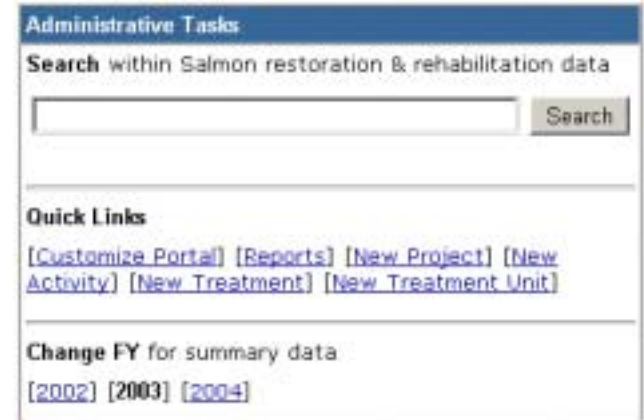 Administrative Tasks
Search within Salmon restoration & rehabilitation data
Search
Quick Links
[Customize Portal] [Reports] [New Project] [New
Activity] [New Treatment] [New Treatment Unit]
Change FY for summary data
[2002] [2003] [2004]